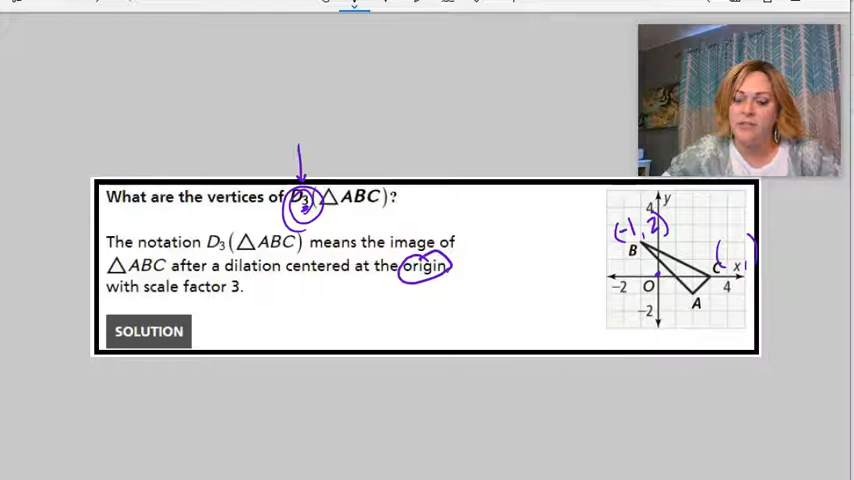 What are the vertices of D₃(△ABC)?
The notation D₃(△ABC) means the image of
△ABC after a dilation centered at the origin
with scale factor 3.
SOLUTION
4 y
(-1, 2)
B
C ( , ) x
-2 O 4
A
-2